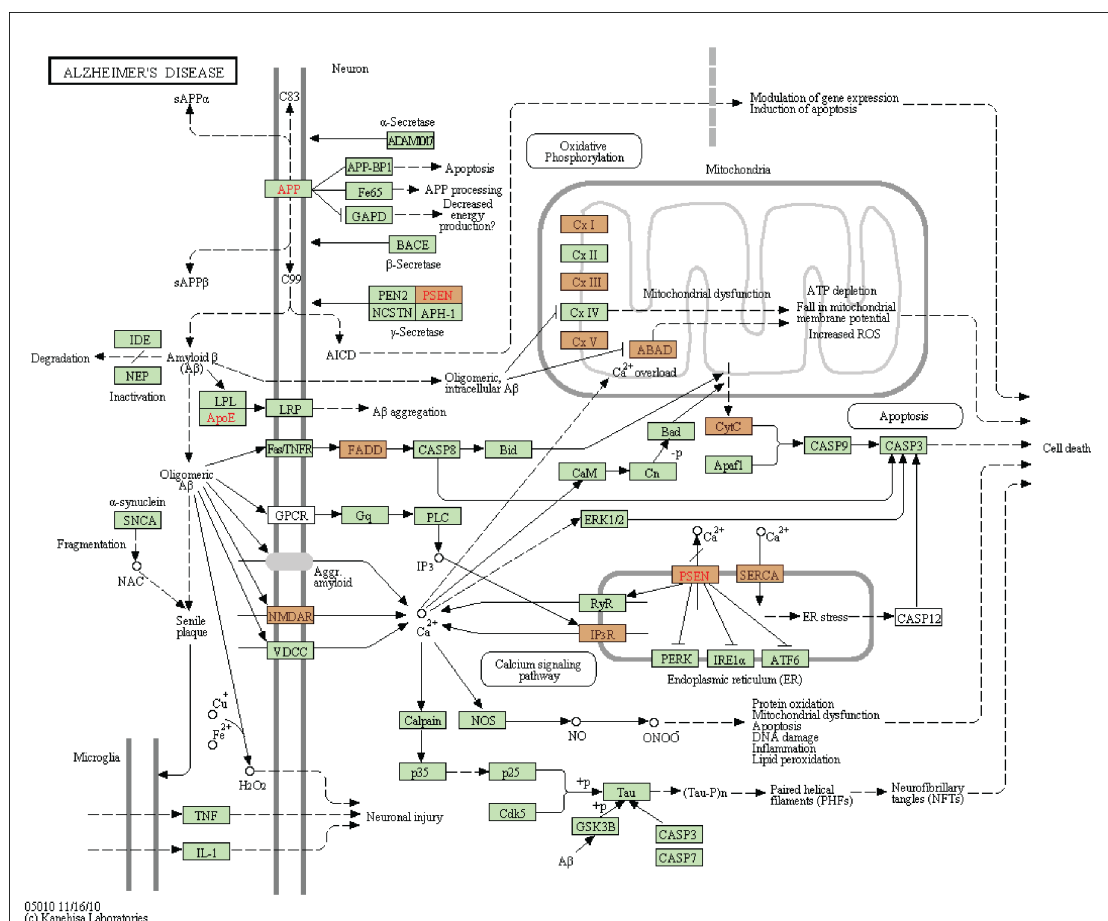 ALZHEIMER'S DISEASE
Neuron
sAPPα
C83
α-Secretase
ADAM10/17
Modulation of gene expression
Induction of apoptosis
Oxidative
Phosphorylation
Mitochondria
APP
APP-BP1
Apoptosis
Fe65
APP processing
GAPD
Decreased
energy
production?
BACE
β-Secretase
sAPPβ
C99
PEN2
PSEN
NCSTN
APH-1
γ-Secretase
AICD
Cx I
Cx II
Cx III
Cx IV
Cx V
Mitochondrial dysfunction
ATP depletion
Fall in mitochondrial
membrane potential
Increased ROS
ABAD
Ca2+ overload
IDE
Degradation
NEP
Inactivation
Amyloid β
(Aβ)
Oligomeric,
intracellular Aβ
LPL
ApoE
LRP
Aβ aggregation
Fas/TNFR
FADD
CASP8
Bid
Bad
-p
CytC
Apaf1
CASP9
CASP3
Apoptosis
Cell death
CaM
Cn
Oligomeric
Aβ
α-synuclein
SNCA
Fragmentation
NAC
Senile
plaque
GPCR
Gq
PLC
IP3
ERK1/2
Aggr.
amyloid
NMDAR
VDCC
Ca2+
Ca2+
Ca2+
PSEN
SERCA
RyR
IP3R
ER stress
CASP12
PERK
IRE1α
ATF6
Endoplasmic reticulum (ER)
Calcium signaling
pathway
Cu+
Fe2+
H2O2
Calpain
NOS
NO
ONOO-
Protein oxidation
Mitochondrial dysfunction
Apoptosis
DNA damage
Inflammation
Lipid peroxidation
Microglia
TNF
IL-1
Neuronal injury
p35
p25
Cdk5
+p
Tau
+p
GSK3B
Aβ
CASP3
CASP7
(Tau-P)n
Paired helical
filaments (PHFs)
Neurofibrillary
tangles (NFTs)
05010 11/16/10
(c) Kanehisa Laboratories